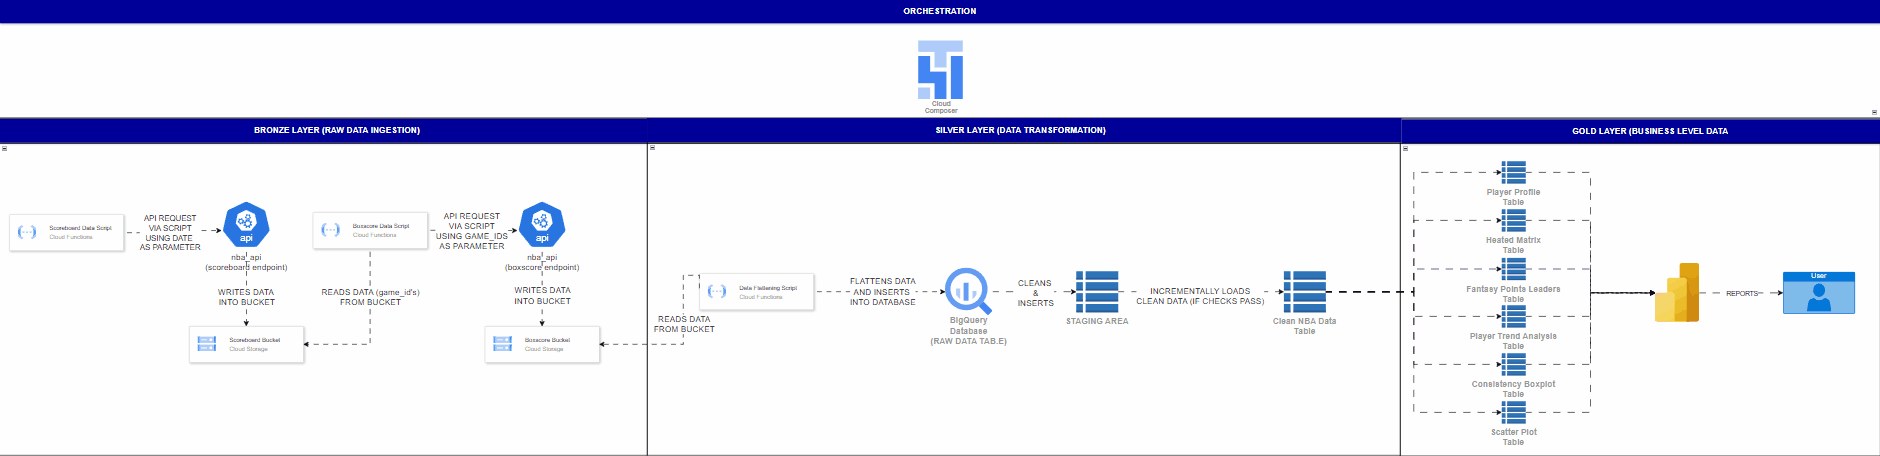 ORCHESTRATION
Cloud
Composer
BRONZE LAYER (RAW DATA INGESTION)
SILVER LAYER (DATA TRANSFORMATION)
GOLD LAYER (BUSINESS LEVEL DATA
Scoreboard Data Script
Cloud Functions
API REQUEST
VIA SCRIPT
USING DATE
AS PARAMETER
api
nba_api
(scoreboard endpoint)
WRITES DATA
INTO BUCKET
Scoreboard Bucket
Cloud Storage
Boxscore Data Script
Cloud Functions
READS DATA (game_id's)
FROM BUCKET
API REQUEST
VIA SCRIPT
USING GAME_IDS
AS PARAMETER
api
nba_api
(boxscore endpoint)
WRITES DATA
INTO BUCKET
Boxscore Bucket
Cloud Storage
READS DATA
FROM BUCKET
Data Flattening Script
Cloud Functions
FLATTENS DATA
AND INSERTS
INTO DATABASE
BigQuery
Database
(RAW DATA TAB.E)
CLEANS
&
INSERTS
STAGING AREA
INCREMENTALLY LOADS
CLEAN DATA (IF CHECKS PASS)
Clean NBA Data
Table
Player Profile
Table
Heated Matrix
Table
Fantasy Points Leaders
Table
Player Trend Analysis
Table
Consistency Boxplot
Table
Scatter Plot
Table
REPORTS
User